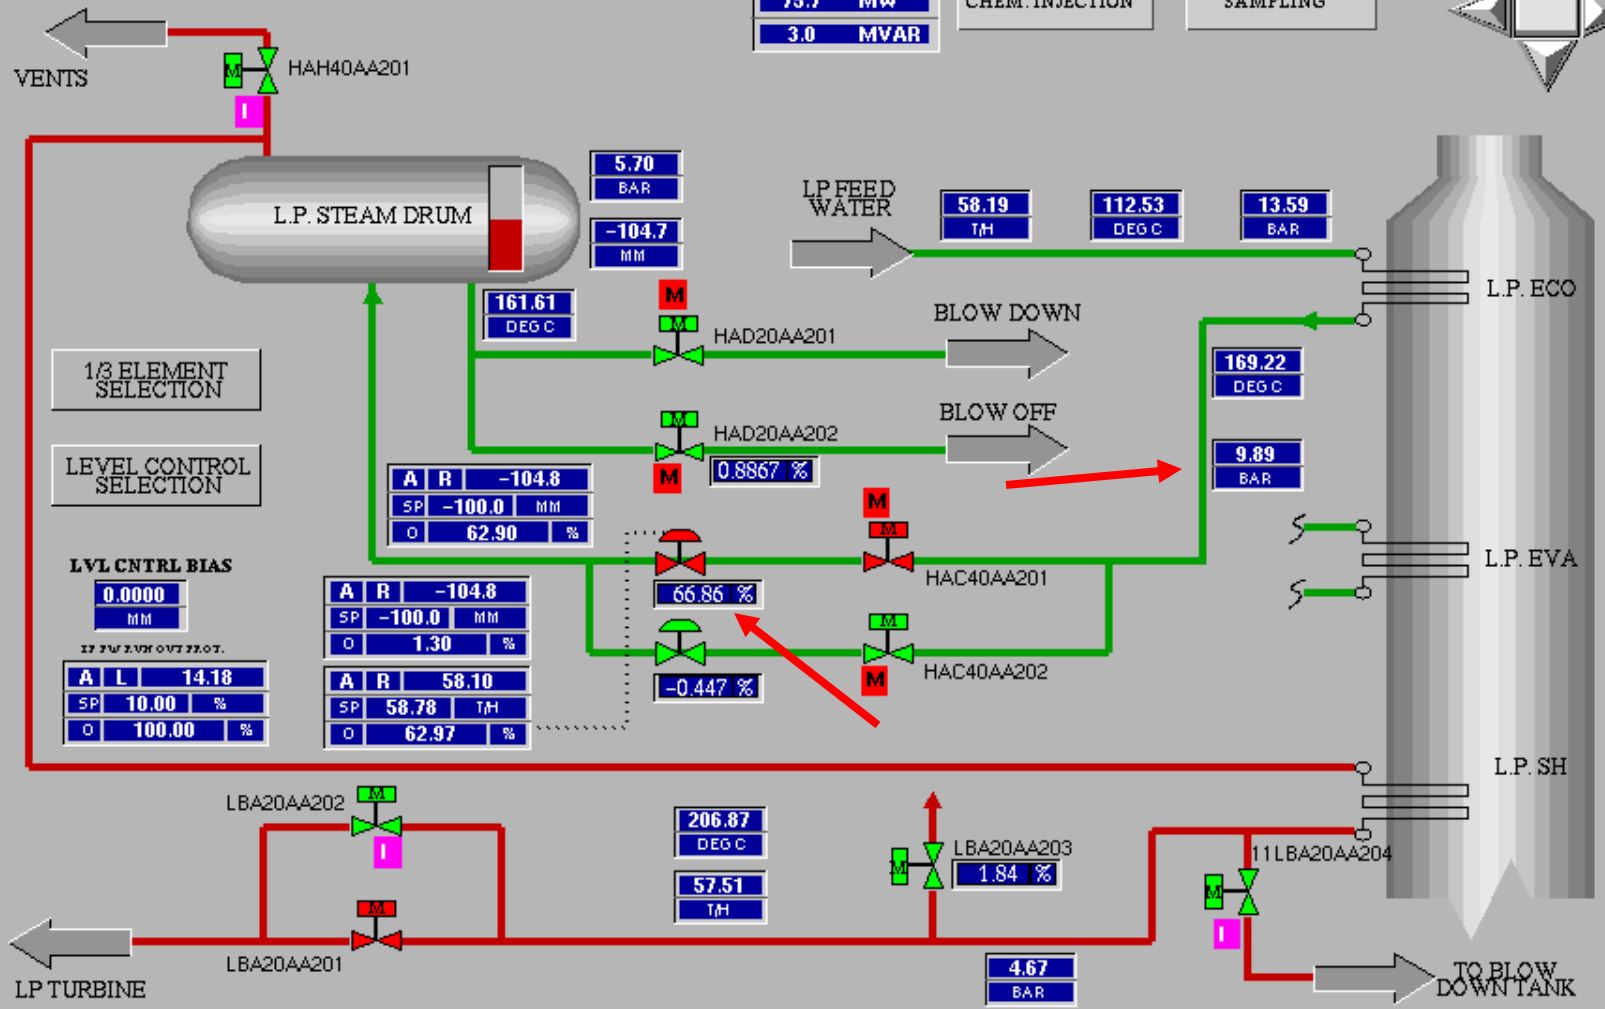 75.7 MW
3.0 MVAR
CHEM. INJECTION
SAMPLING
VENTS
M
HAH40AA201
I
L.P. STEAM DRUM
5.70
BAR
-104.7
MM
LP FEED
WATER
58.19
T/H
112.53
DEG C
13.59
BAR
L.P. ECO
161.61
DEG C
M
M
HAD20AA201
BLOW DOWN
169.22
DEG C
1/3 ELEMENT
SELECTION
M
HAD20AA202
BLOW OFF
M
0.8867 %
9.89
BAR
LEVEL CONTROL
SELECTION
A R -104.8
SP -100.0 MM
O 62.90 %
M
M
HAC40AA201
66.86 %
L.P. EVA
LVL CNTRL BIAS
0.0000
MM
A R -104.8
SP -100.0 MM
O 1.30 %
M
HAC40AA202
M
-0.447 %
A L 14.18
SP 10.00 %
O 100.00 %
A R 58.10
SP 58.78 T/H
O 62.97 %
L.P. SH
LBA20AA202
M
I
206.87
DEG C
57.51
T/H
M
LBA20AA203
1.84 %
11LBA20AA204
M
I
M
LBA20AA201
LP TURBINE
4.67
BAR
TO BLOW
DOWN TANK